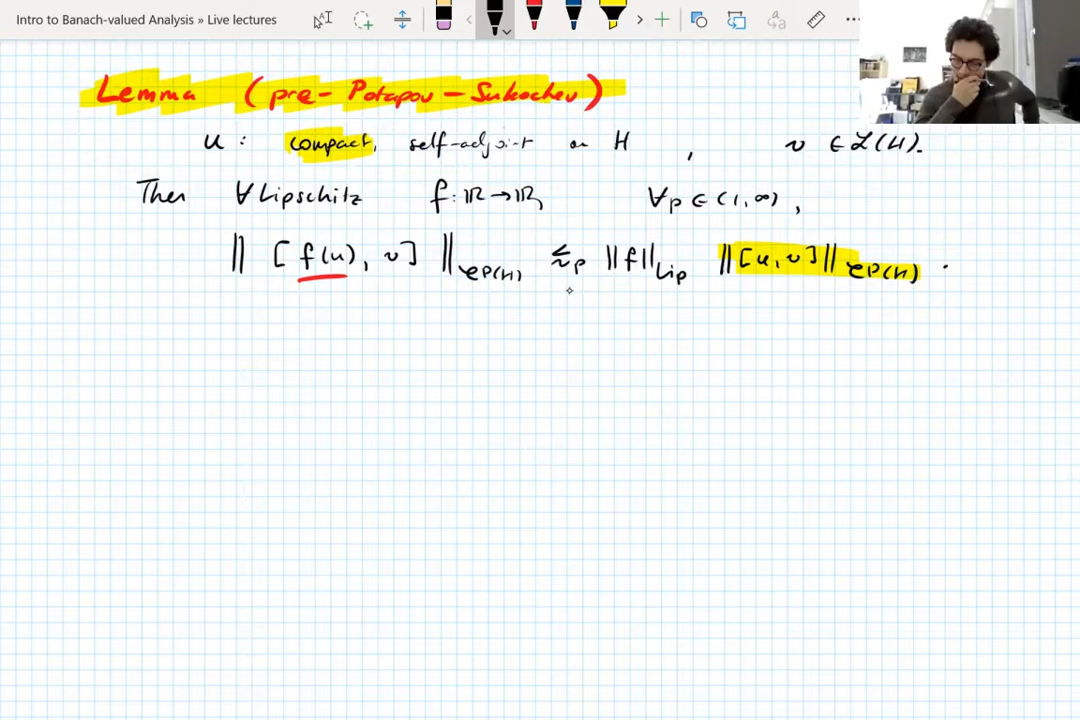 Intro to Banach-valued Analysis » Live lectures
Lemma (pre-Potapov-Sukochev)
u : compact, self-adjoint on H , v ∈ L(H).
Then ∀ Lipschitz f: ℝ→ℝ, ∀p ∈ (1,∞),
‖ [f(u), v] ‖_{𝒞^p(H)} ≲_p ‖f‖_{Lip} ‖[u,v]‖_{𝒞^p(H)} .